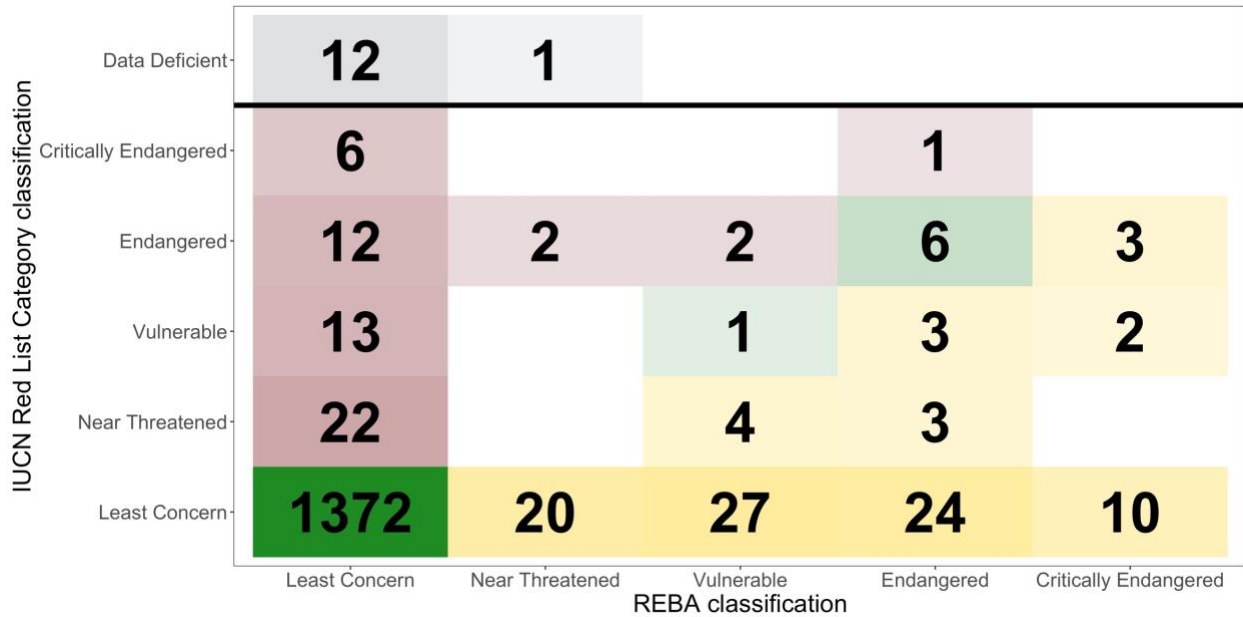 IUCN Red List Category classification
Data Deficient 12 1
Critically Endangered 6 1
Endangered 12 2 2 6 3
Vulnerable 13 1 3 2
Near Threatened 22 4 3
Least Concern 1372 20 27 24 10
Least Concern Near Threatened Vulnerable Endangered Critically Endangered
REBA classification